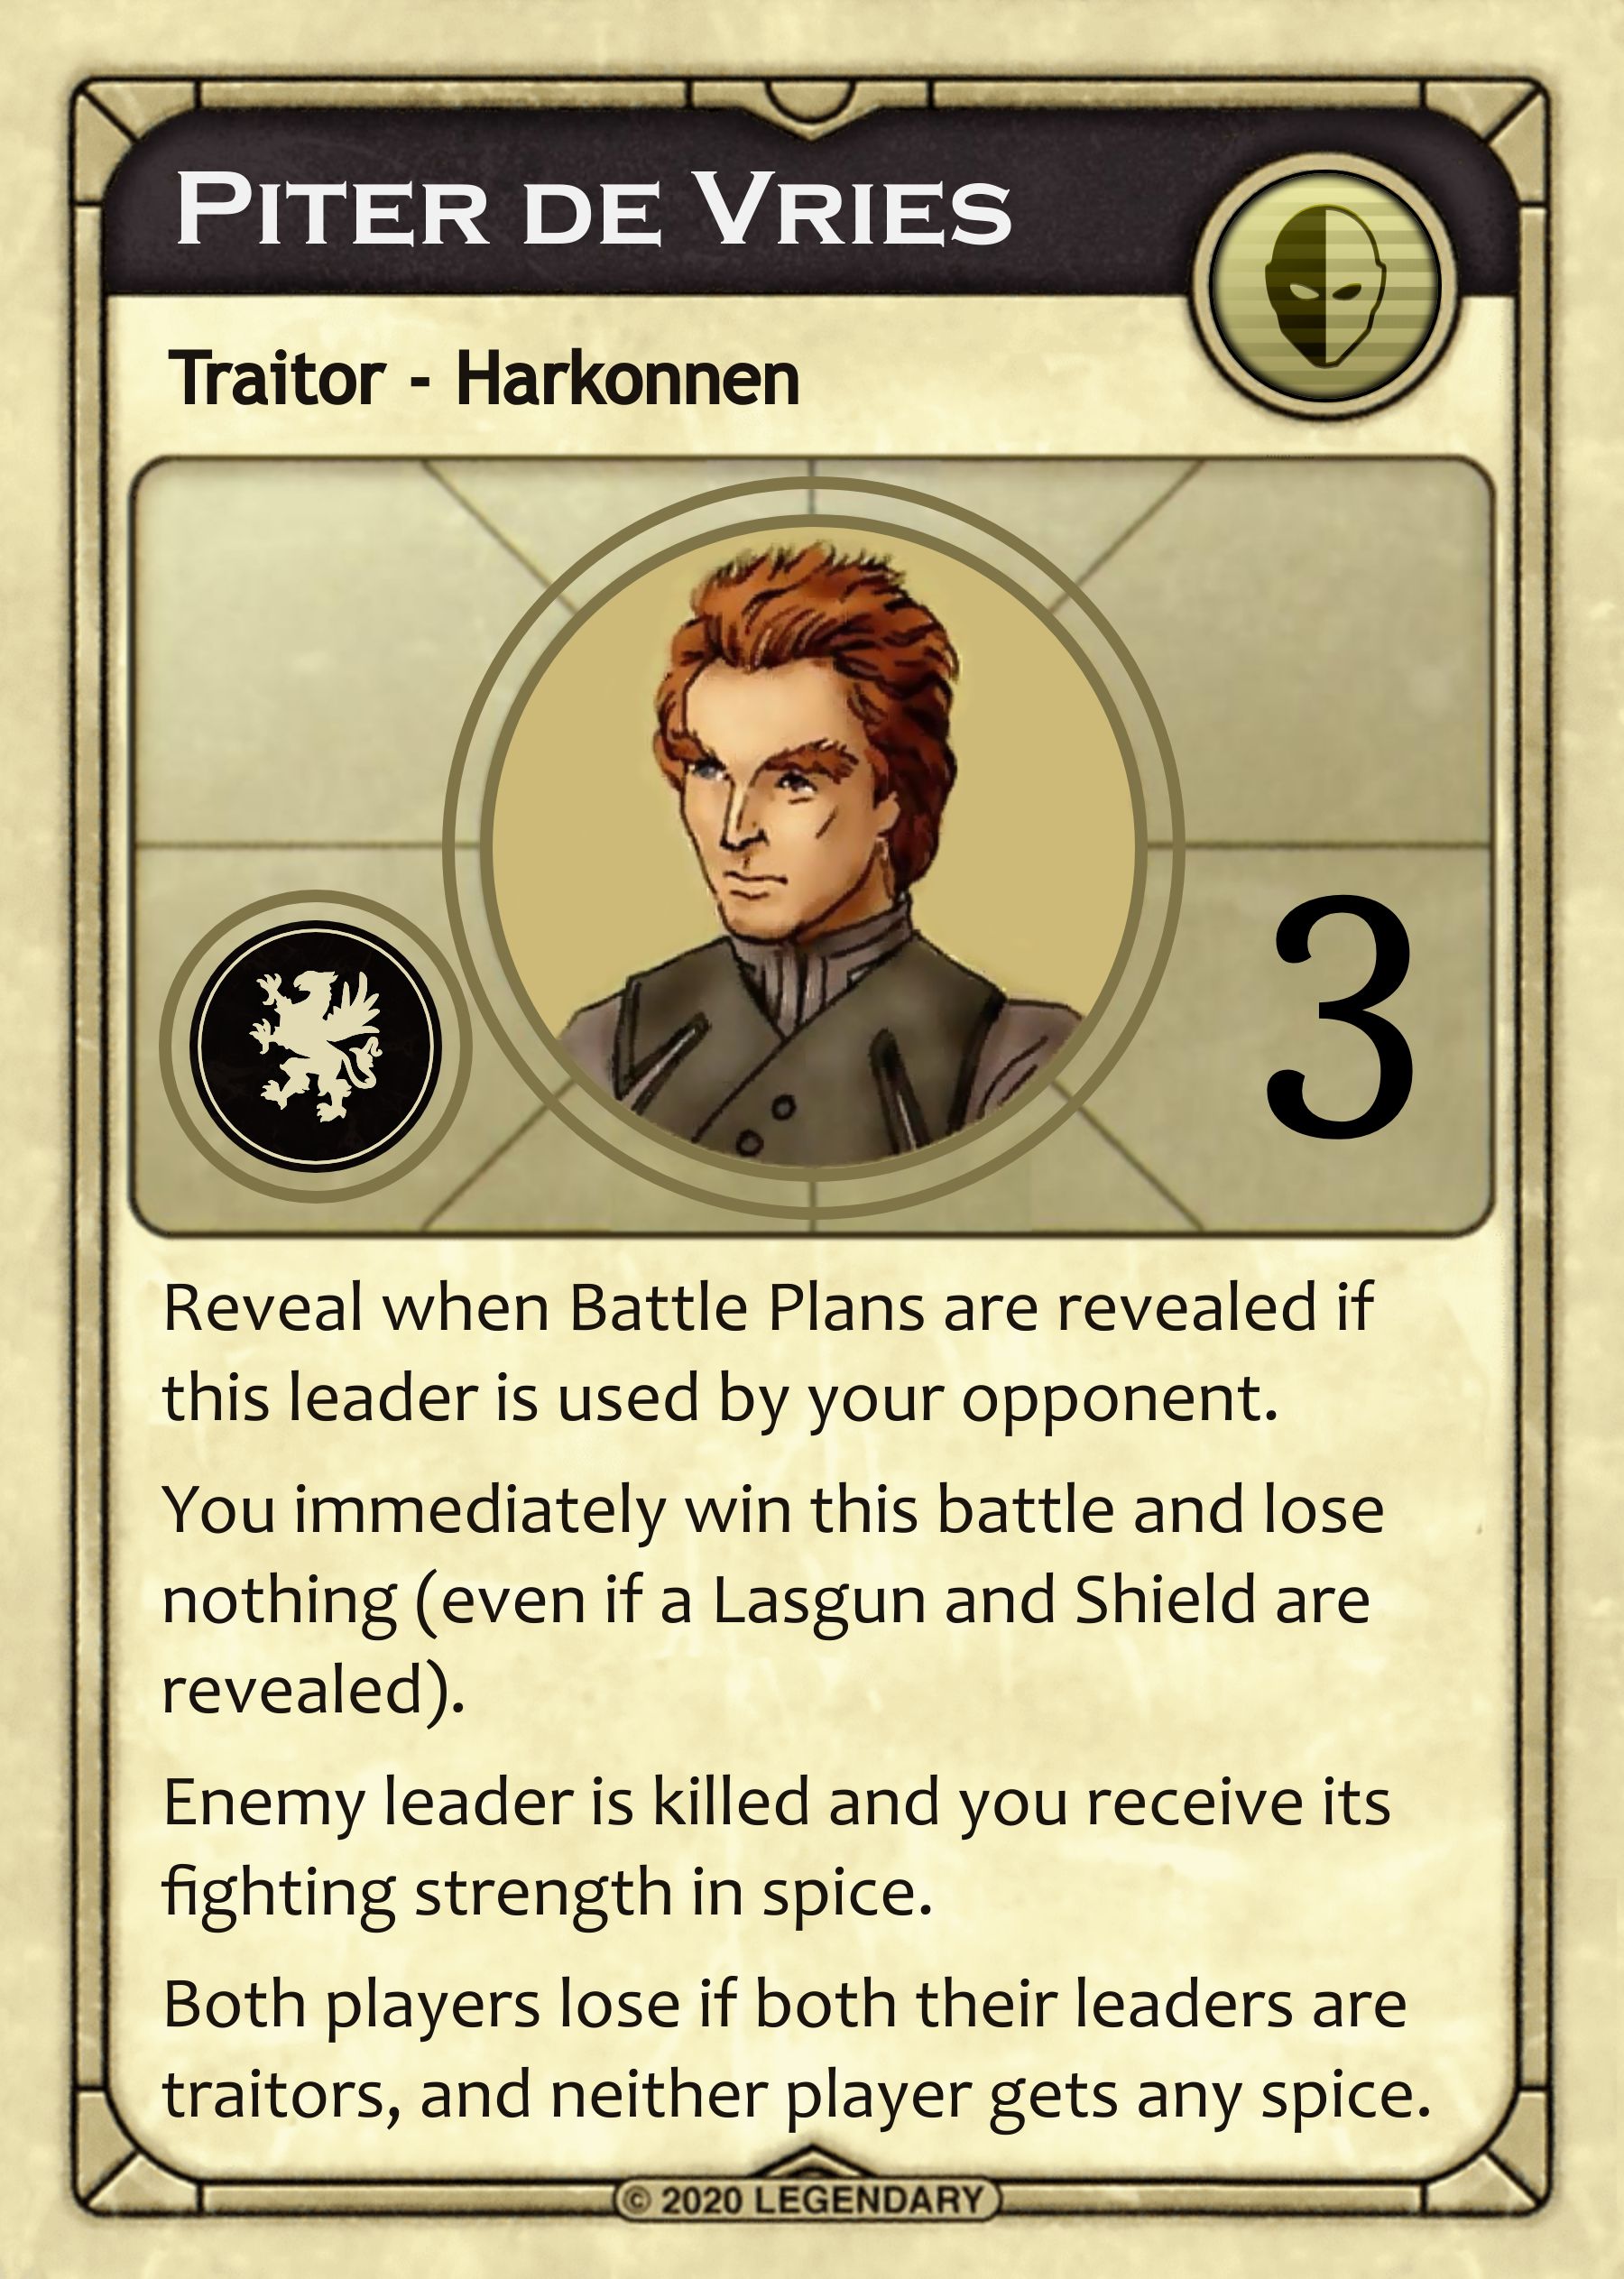 Piter de Vries
Traitor - Harkonnen
3
Reveal when Battle Plans are revealed if
this leader is used by your opponent.
You immediately win this battle and lose
nothing (even if a Lasgun and Shield are
revealed).
Enemy leader is killed and you receive its
fighting strength in spice.
Both players lose if both their leaders are
traitors, and neither player gets any spice.
© 2020 LEGENDARY